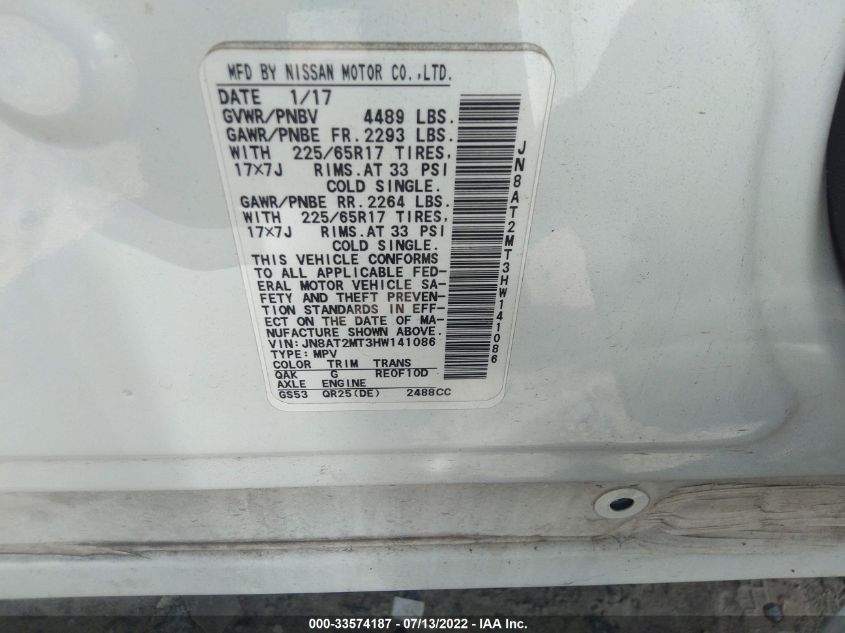 MFD BY NISSAN MOTOR CO.,LTD.
DATE 1/17
GVWR/PNBV 4489 LBS.
GAWR/PNBE FR. 2293 LBS.
WITH 225/65R17 TIRES,
17×7J RIMS.AT 33 PSI
COLD SINGLE.
GAWR/PNBE RR. 2264 LBS.
WITH 225/65R17 TIRES,
17×7J RIMS.AT 33 PSI
COLD SINGLE.
THIS VEHICLE CONFORMS
TO ALL APPLICABLE FED-
ERAL MOTOR VEHICLE SA-
FETY AND THEFT PREVEN-
TION STANDARDS IN EFF-
ECT ON THE DATE OF MA-
NUFACTURE SHOWN ABOVE.
VIN:JN8AT2MT3HW141086
TYPE:MPV
COLOR TRIM TRANS
QAK G RE0F10D
AXLE ENGINE
GS53 QR25(DE) 2488CC
JN8AT2MT3HW141086
000-33574187 - 07/13/2022 - IAA Inc.